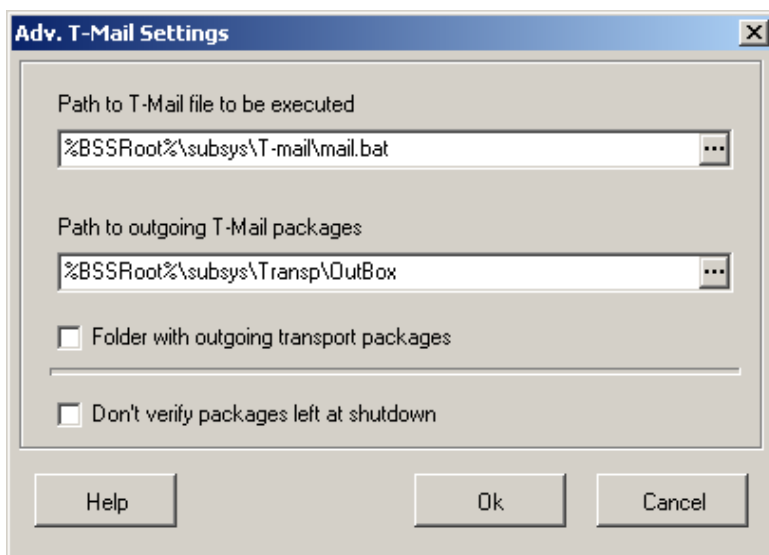 Adv. T-Mail Settings
Path to T-Mail file to be executed
%BSSRoot%\subsys\T-mail\mail.bat
Path to outgoing T-Mail packages
%BSSRoot%\subsys\Transp\OutBox
Folder with outgoing transport packages
Don't verify packages left at shutdown
Help Ok Cancel